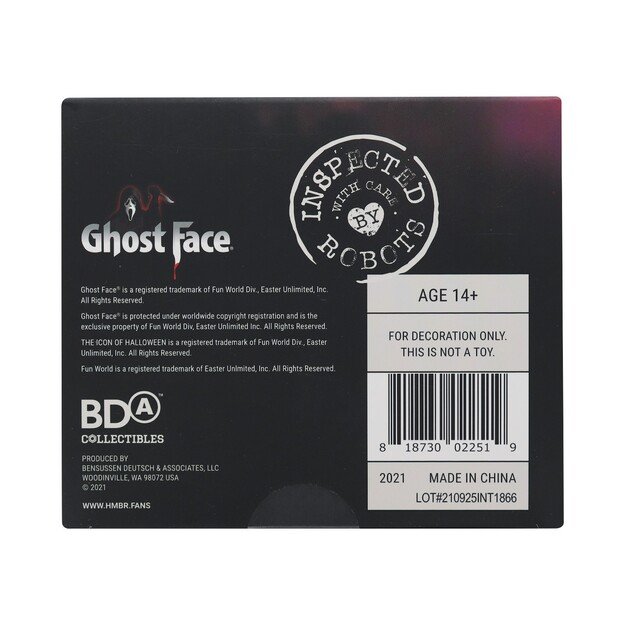 INSPECTED
WITH CARE
BY
ROBOTS
Ghost Face®
Ghost Face® is a registered trademark of Fun World Div., Easter Unlimited, Inc.
All Rights Reserved.
Ghost Face® is protected under worldwide copyright registration and is the
exclusive property of Fun World Div, Easter Unlimited Inc. All Rights Reserved.
THE ICON OF HALLOWEEN is a registered trademark of Fun World Div., Easter
Unlimited, Inc. All Rights Reserved.
Fun World is a registered trademark of Easter Unlimited, Inc., All Rights Reserved.
BDA™
COLLECTIBLES
PRODUCED BY
BENSUSSEN DEUTSCH & ASSOCIATES, LLC
WOODINVILLE, WA 98072 USA
© 2021
WWW.HMBR.FANS
AGE 14+
FOR DECORATION ONLY.
THIS IS NOT A TOY.
8 18730 02251 9
2021 MADE IN CHINA
LOT#210925INT1866